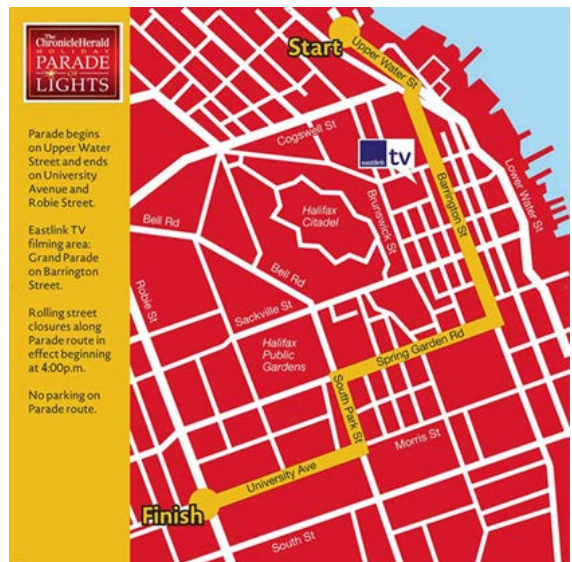 The
ChronicleHerald
HOLIDAY
PARADE
OF
LIGHTS
Parade begins
on Upper Water
Street and ends
on University
Avenue and
Robie Street.
Eastlink TV
filming area:
Grand Parade
on Barrington
Street.
Rolling street
closures along
Parade route in
effect beginning
at 4:00p.m.
No parking on
Parade route.
Start
Upper Water St
Cogswell St
eastlink tv
Barrington St
Lower Water St
Brunswick St
Halifax
Citadel
Bell Rd
Bell Rd
Robie St
Sackville St
Halifax
Public
Gardens
Spring Garden Rd
South Park St
Morris St
University Ave
Finish
South St